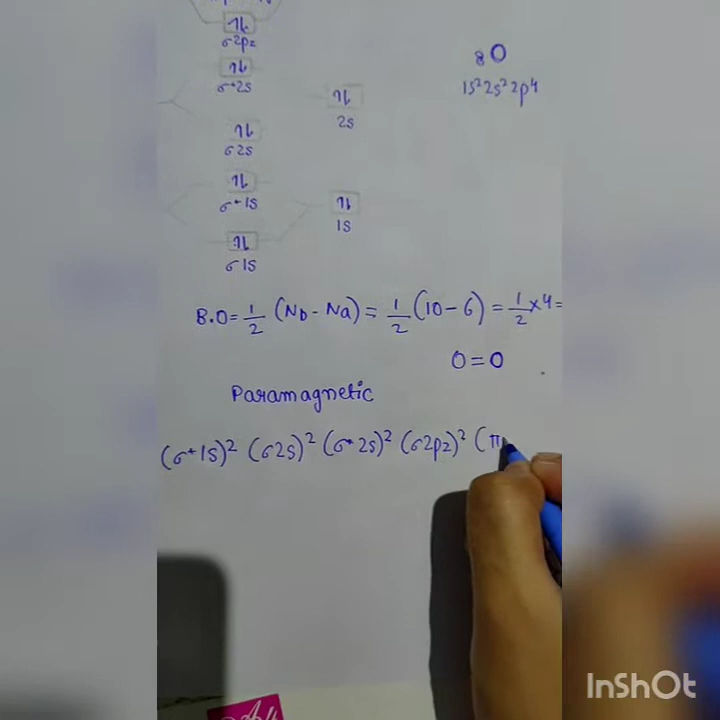 ⥮
σ2pz
₈O
⥮
σ*2s
1s² 2s² 2p⁴
⥮
2s
⥮
σ2s
⥮
σ*1s
⥮
1s
⥮
σ1s
B.O = 1/2 (Nb - Na) = 1/2 (10 - 6) = 1/2 × 4 =
O = O
Paramagnetic
(σ*1s)² (σ2s)² (σ*2s)² (σ2pz)² (π
InShOt